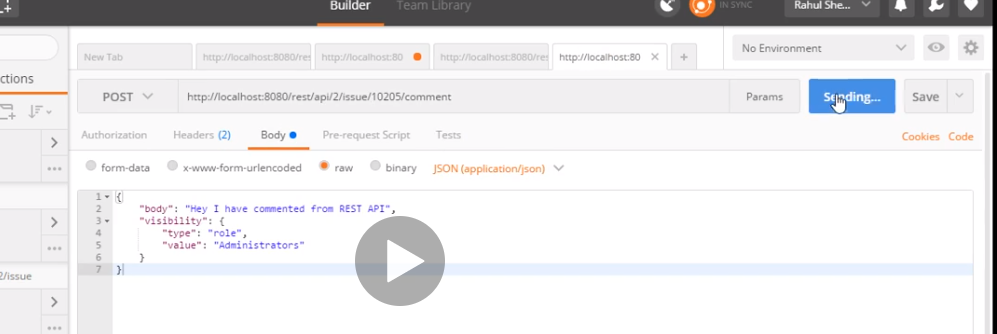 Builder Team Library IN SYNC Rahul She...
New Tab http://localhost:8080/res http://localhost:80 http://localhost:8080/res http://localhost:80 × + No Environment
ctions
POST http://localhost:8080/rest/api/2/issue/10205/comment Params Sending... Save
Authorization Headers (2) Body Pre-request Script Tests Cookies Code
form-data x-www-form-urlencoded raw binary JSON (application/json)
1 {
2 "body": "Hey I have commented from REST API",
3 "visibility": {
4 "type": "role",
5 "value": "Administrators"
6 }
7 }
2/issue